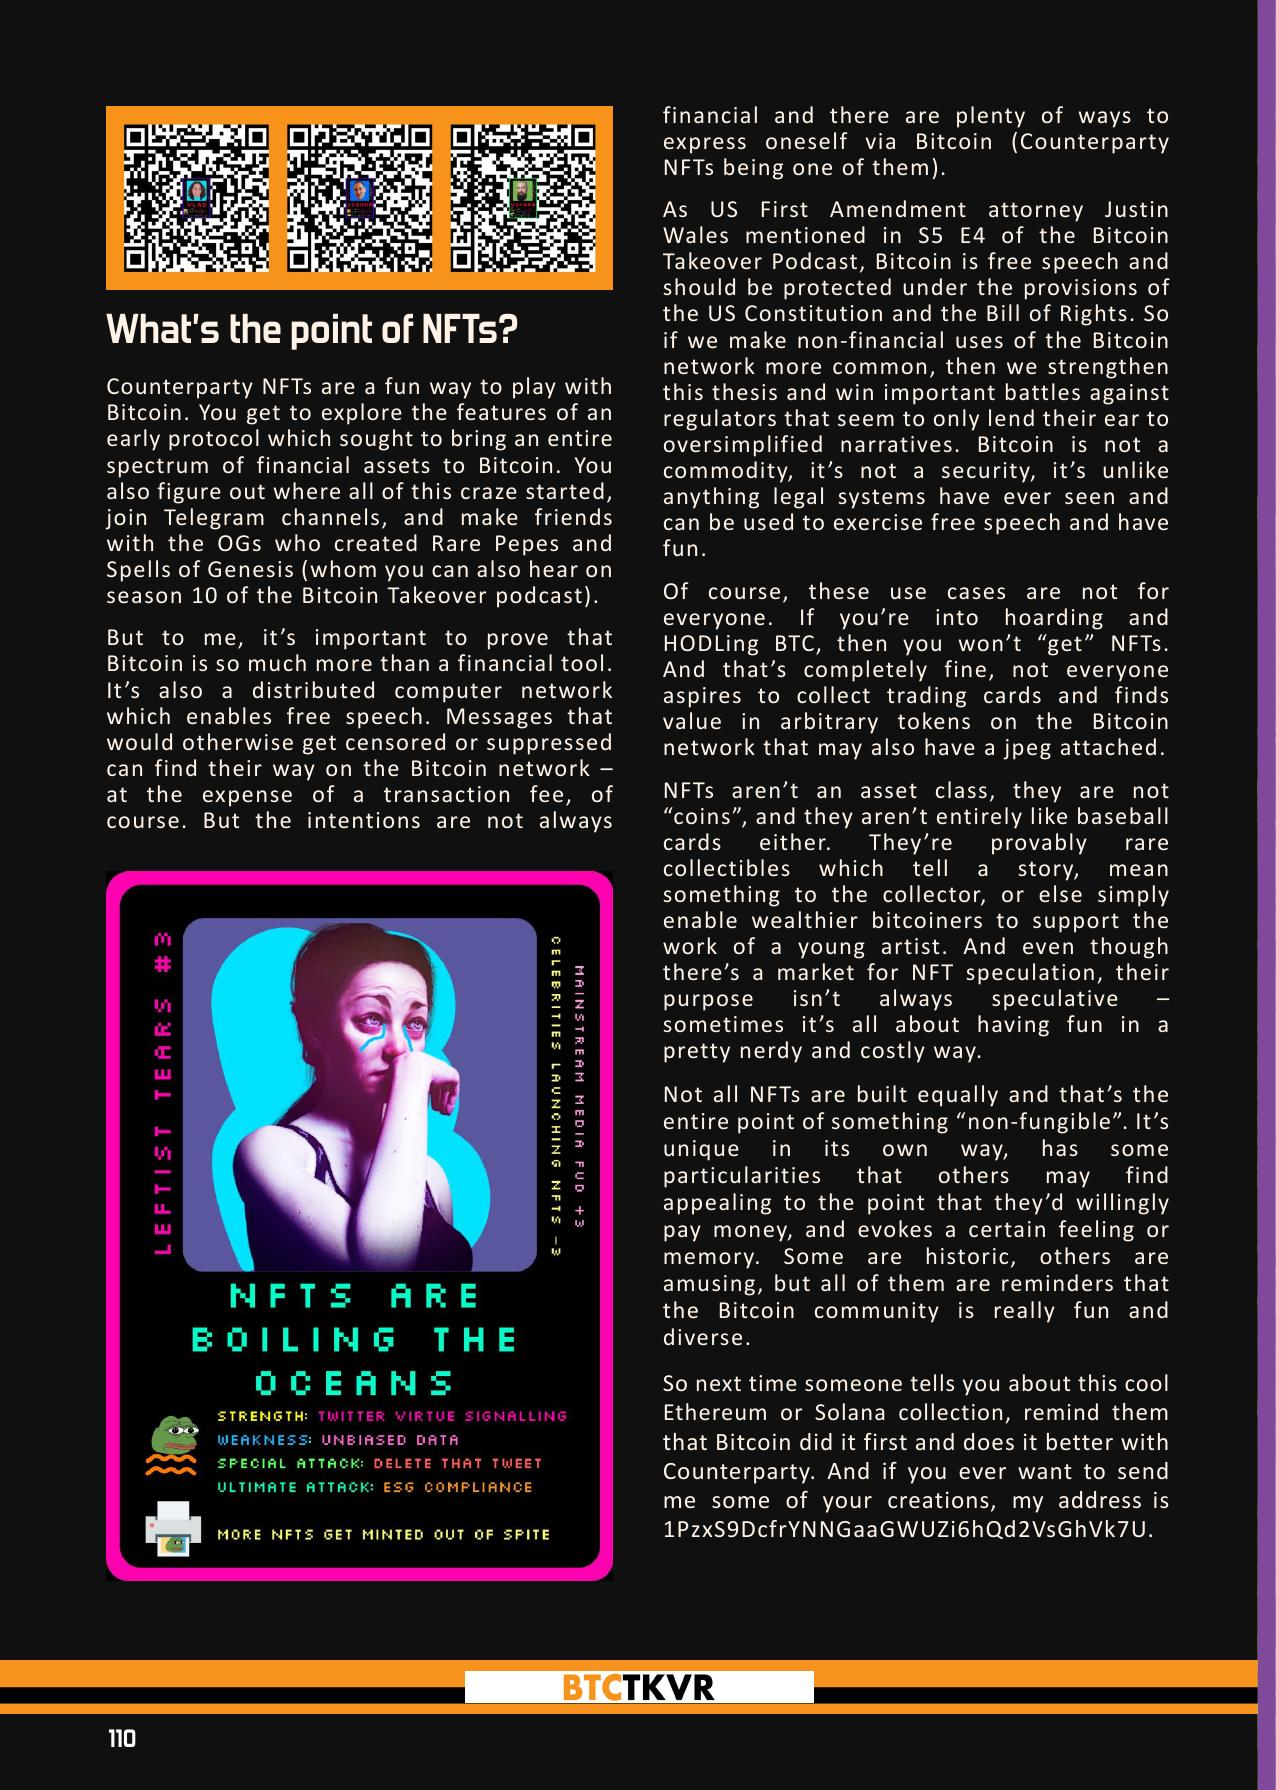 What's the point of NFTs?
Counterparty NFTs are a fun way to play with
Bitcoin. You get to explore the features of an
early protocol which sought to bring an entire
spectrum of financial assets to Bitcoin. You
also figure out where all of this craze started,
join Telegram channels, and make friends
with the OGs who created Rare Pepes and
Spells of Genesis (whom you can also hear on
season 10 of the Bitcoin Takeover podcast).
But to me, it's important to prove that
Bitcoin is so much more than a financial tool.
It's also a distributed computer network
which enables free speech. Messages that
would otherwise get censored or suppressed
can find their way on the Bitcoin network –
at the expense of a transaction fee, of
course. But the intentions are not always
LEFTIST TEARS #3
CELEBRITIES LAUNCHING NFTS -3
MAINSTREAM MEDIA FUD +3
NFTS ARE
BOILING THE
OCEANS
STRENGTH: TWITTER VIRTUE SIGNALLING
WEAKNESS: UNBIASED DATA
SPECIAL ATTACK: DELETE THAT TWEET
ULTIMATE ATTACK: ESG COMPLIANCE
MORE NFTS GET MINTED OUT OF SPITE
financial and there are plenty of ways to
express oneself via Bitcoin (Counterparty
NFTs being one of them).
As US First Amendment attorney Justin
Wales mentioned in S5 E4 of the Bitcoin
Takeover Podcast, Bitcoin is free speech and
should be protected under the provisions of
the US Constitution and the Bill of Rights. So
if we make non-financial uses of the Bitcoin
network more common, then we strengthen
this thesis and win important battles against
regulators that seem to only lend their ear to
oversimplified narratives. Bitcoin is not a
commodity, it's not a security, it's unlike
anything legal systems have ever seen and
can be used to exercise free speech and have
fun.
Of course, these use cases are not for
everyone. If you're into hoarding and
HODLing BTC, then you won't “get” NFTs.
And that's completely fine, not everyone
aspires to collect trading cards and finds
value in arbitrary tokens on the Bitcoin
network that may also have a jpeg attached.
NFTs aren't an asset class, they are not
“coins”, and they aren't entirely like baseball
cards either. They're provably rare
collectibles which tell a story, mean
something to the collector, or else simply
enable wealthier bitcoiners to support the
work of a young artist. And even though
there's a market for NFT speculation, their
purpose isn't always speculative –
sometimes it's all about having fun in a
pretty nerdy and costly way.
Not all NFTs are built equally and that's the
entire point of something “non-fungible”. It's
unique in its own way, has some
particularities that others may find
appealing to the point that they'd willingly
pay money, and evokes a certain feeling or
memory. Some are historic, others are
amusing, but all of them are reminders that
the Bitcoin community is really fun and
diverse.
So next time someone tells you about this cool
Ethereum or Solana collection, remind them
that Bitcoin did it first and does it better with
Counterparty. And if you ever want to send
me some of your creations, my address is
1PzxS9DcfrYNNGaaGWUZi6hQd2VsGhVk7U.
BTCTKVR
110